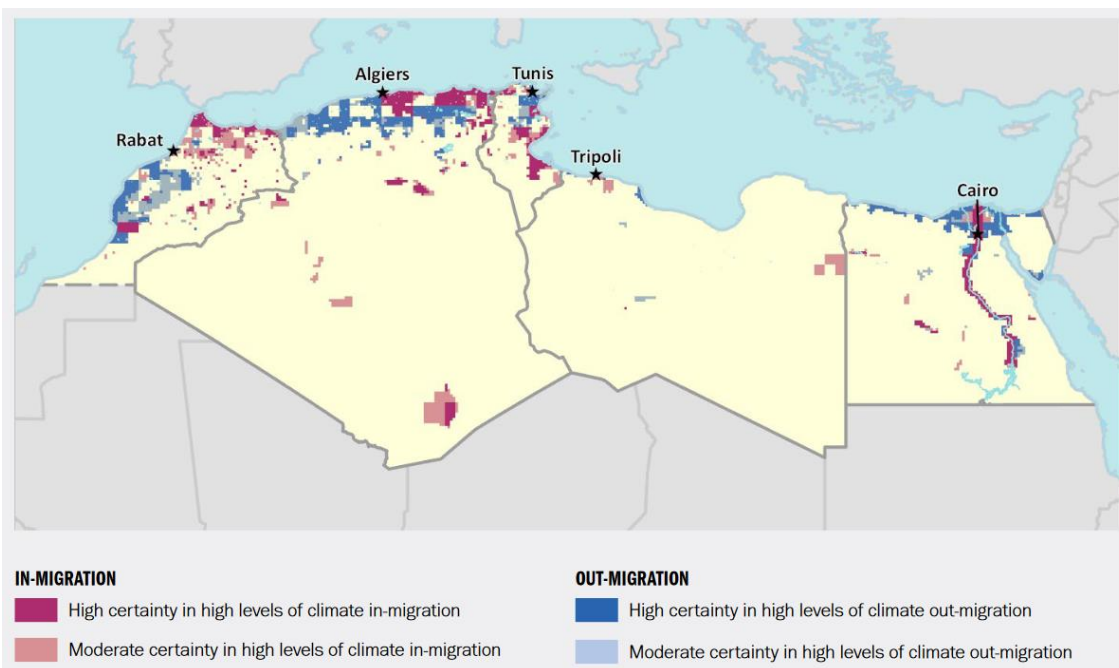 Algiers
Tunis
Rabat
Tripoli
Cairo
IN-MIGRATION
High certainty in high levels of climate in-migration
Moderate certainty in high levels of climate in-migration
OUT-MIGRATION
High certainty in high levels of climate out-migration
Moderate certainty in high levels of climate out-migration